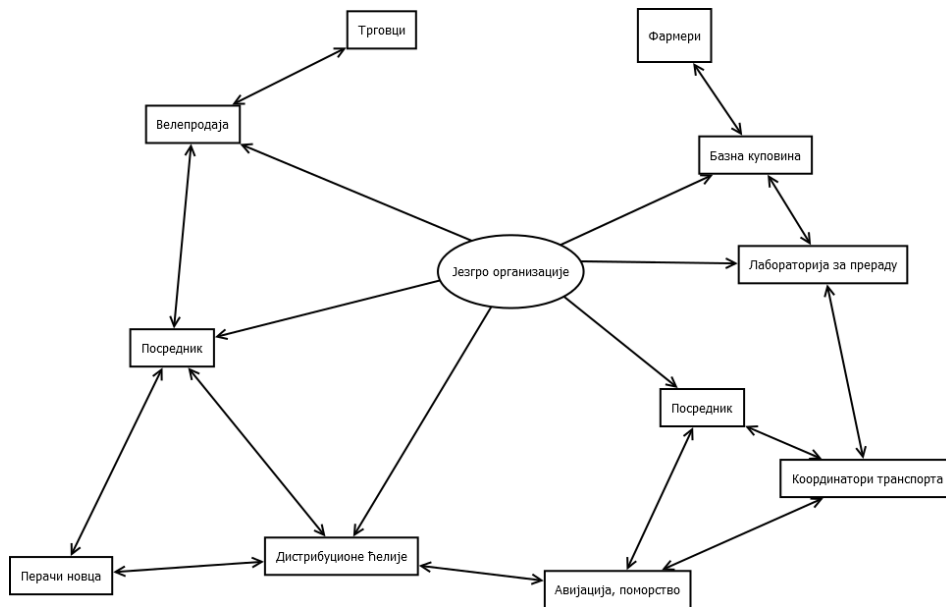 Трговци
Фармери
Велепродаја
Базна куповина
Језгро организације
Лабораторија за прераду
Посредник
Посредник
Координатори транспорта
Дистрибуционе ћелије
Перачи новца
Авијација, поморство